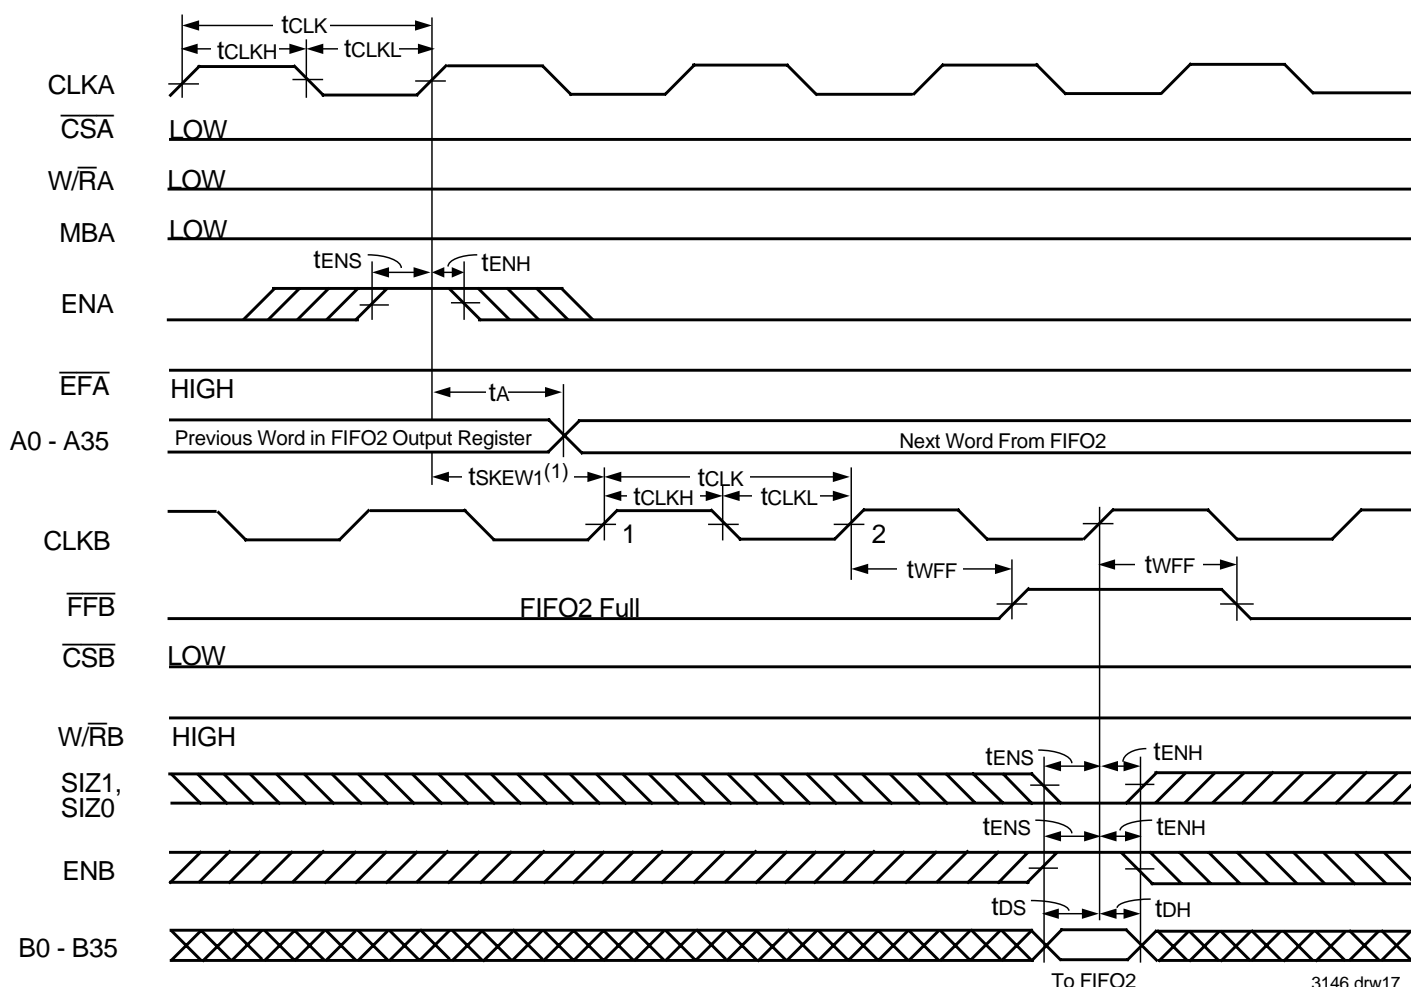 tCLK
tCLKH tCLKL
CLKA
CSA LOW
W/RA LOW
MBA LOW
tENS tENH
ENA
EFA HIGH
tA
A0 - A35 Previous Word in FIFO2 Output Register Next Word From FIFO2
tSKEW1(1) tCLK
tCLKH tCLKL
CLKB 1 2
tWFF tWFF
FFB FIFO2 Full
CSB LOW
W/RB HIGH
tENS tENH
SIZ1,
SIZ0
tENS tENH
ENB
tDS tDH
B0 - B35
To FIFO2
3146 drw17